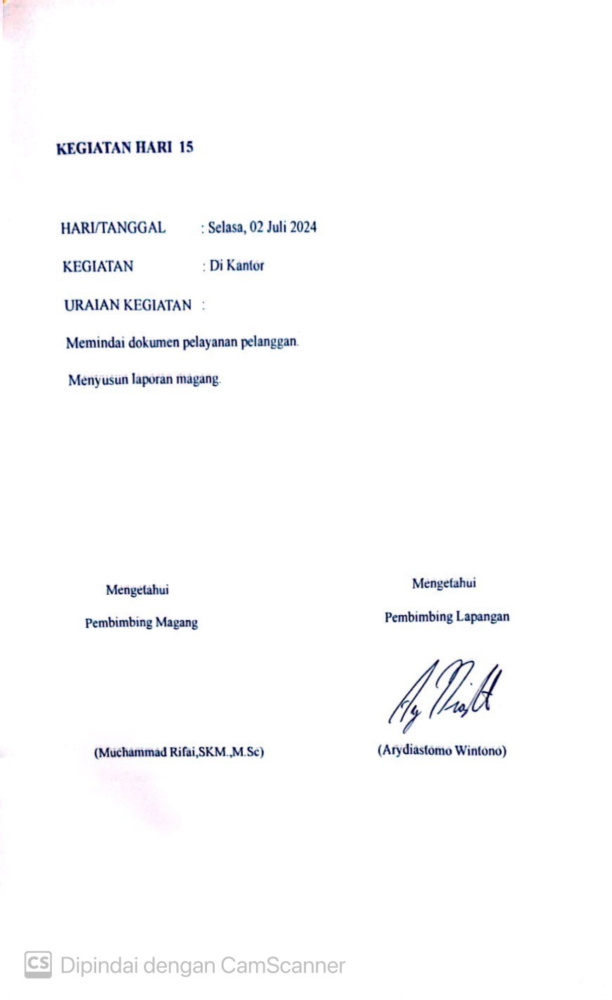 KEGIATAN HARI 15
HARI/TANGGAL : Selasa, 02 Juli 2024
KEGIATAN : Di Kantor
URAIAN KEGIATAN :
Memindai dokumen pelayanan pelanggan.
Menyusun laporan magang.
Mengetahui
Pembimbing Magang
(Muchammad Rifai,SKM.,M.Sc)
Mengetahui
Pembimbing Lapangan
(Arydiastomo Wintono)
CS Dipindai dengan CamScanner